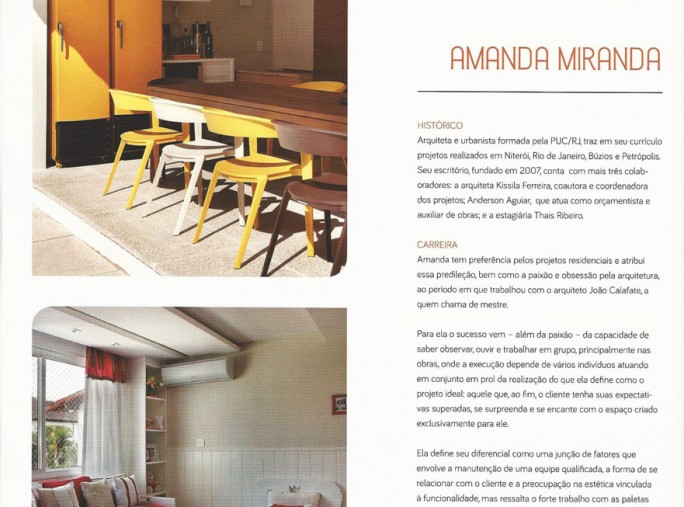 AMANDA MIRANDA
HISTÓRICO
Arquiteta e urbanista formada pela PUC/RJ, traz em seu currículo
projetos realizados em Niterói, Rio de Janeiro, Búzios e Petrópolis.
Seu escritório, fundado em 2007, conta com mais três colab-
oradores: a arquiteta Kissila Ferreira, coautora e coordenadora
dos projetos; Anderson Aguiar, que atua como orçamentista e
auxiliar de obras; e a estagiária Thais Ribeiro.
CARREIRA
Amanda tem preferência pelos projetos residenciais e atribui
essa predileção, bem como a paixão e obsessão pela arquitetura,
ao período em que trabalhou com o arquiteto João Calafate, a
quem chama de mestre.
Para ela o sucesso vem – além da paixão – da capacidade de
saber observar, ouvir e trabalhar em grupo, principalmente nas
obras, onde a execução depende de vários indivíduos atuando
em conjunto em prol da realização do que ela define como o
projeto ideal: aquele que, ao fim, o cliente tenha suas expectati-
vas superadas, se surpreenda e se encante com o espaço criado
exclusivamente para ele.
Ela define seu diferencial como uma junção de fatores que
envolve a manutenção de uma equipe qualificada, a forma de se
relacionar com o cliente e a preocupação na estética vinculada
à funcionalidade, mas ressalta o forte trabalho com as paletas